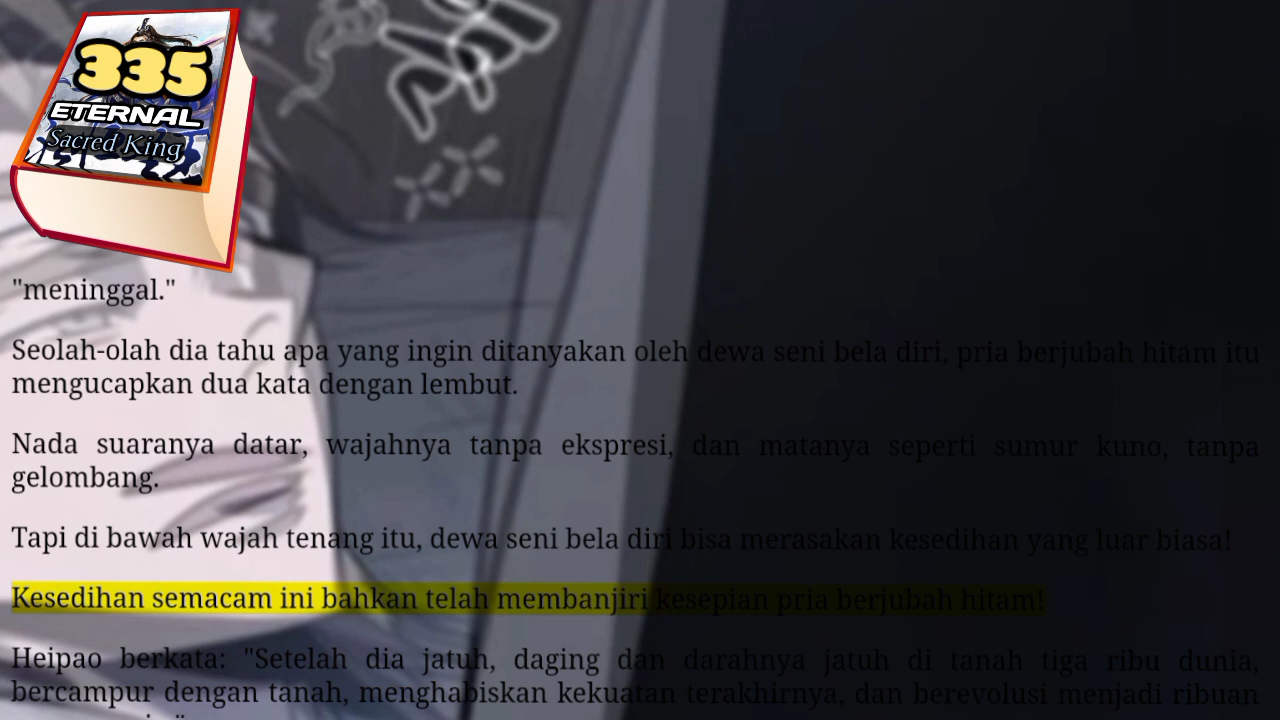 335
ETERNAL
Sacred King
"meninggal."
Seolah-olah dia tahu apa yang ingin ditanyakan oleh dewa seni bela diri, pria berjubah hitam itu
mengucapkan dua kata dengan lembut.
Nada suaranya datar, wajahnya tanpa ekspresi, dan matanya seperti sumur kuno, tanpa
gelombang.
Tapi di bawah wajah tenang itu, dewa seni bela diri bisa merasakan kesedihan yang luar biasa!
Kesedihan semacam ini bahkan telah membanjiri kesepian pria berjubah hitam!
Heipao berkata: "Setelah dia jatuh, daging dan darahnya jatuh di tanah tiga ribu dunia,
bercampur dengan tanah, menghabiskan kekuatan terakhirnya, dan berevolusi menjadi ribuan